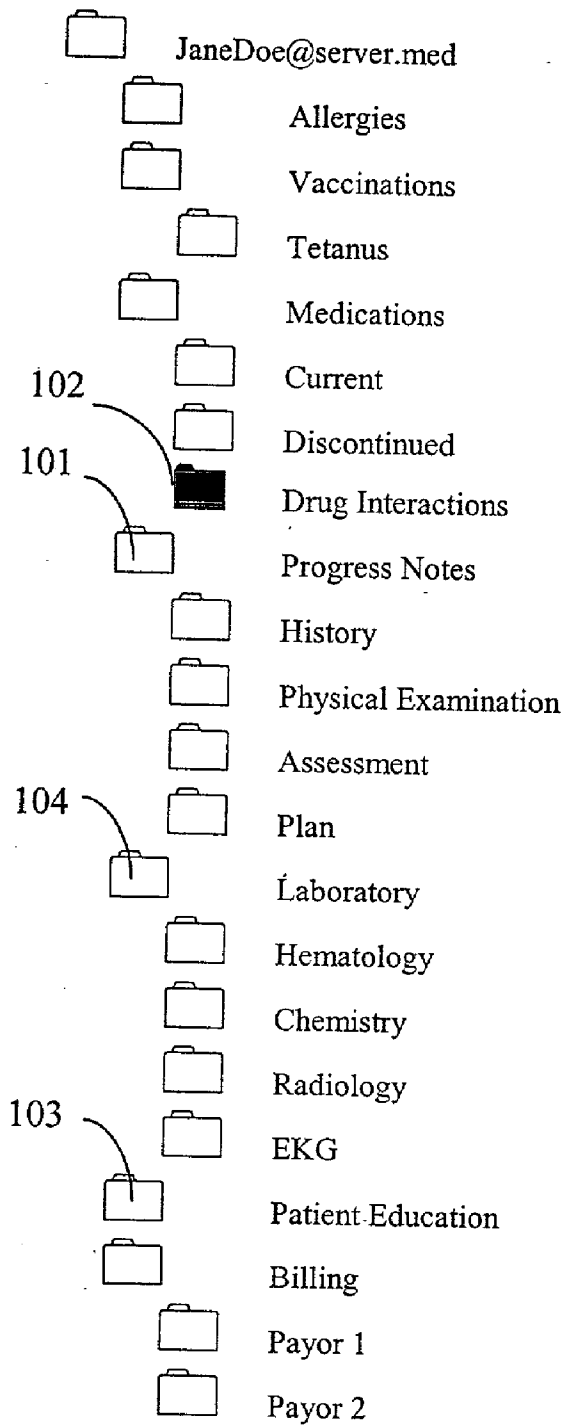 JaneDoe@server.med
Allergies
Vaccinations
Tetanus
Medications
Current
102
Discontinued
101
Drug Interactions
Progress Notes
History
Physical Examination
Assessment
104
Plan
Laboratory
Hematology
Chemistry
Radiology
103
EKG
Patient Education
Billing
Payor 1
Payor 2